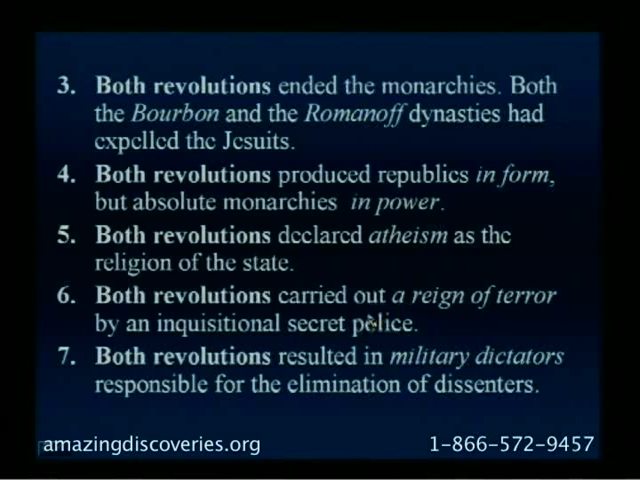 3. Both revolutions ended the monarchies. Both
the Bourbon and the Romanoff dynasties had
expelled the Jesuits.
4. Both revolutions produced republics in form,
but absolute monarchies in power.
5. Both revolutions declared atheism as the
religion of the state.
6. Both revolutions carried out a reign of terror
by an inquisitional secret police.
7. Both revolutions resulted in military dictators
responsible for the elimination of dissenters.
amazingdiscoveries.org 1-866-572-9457